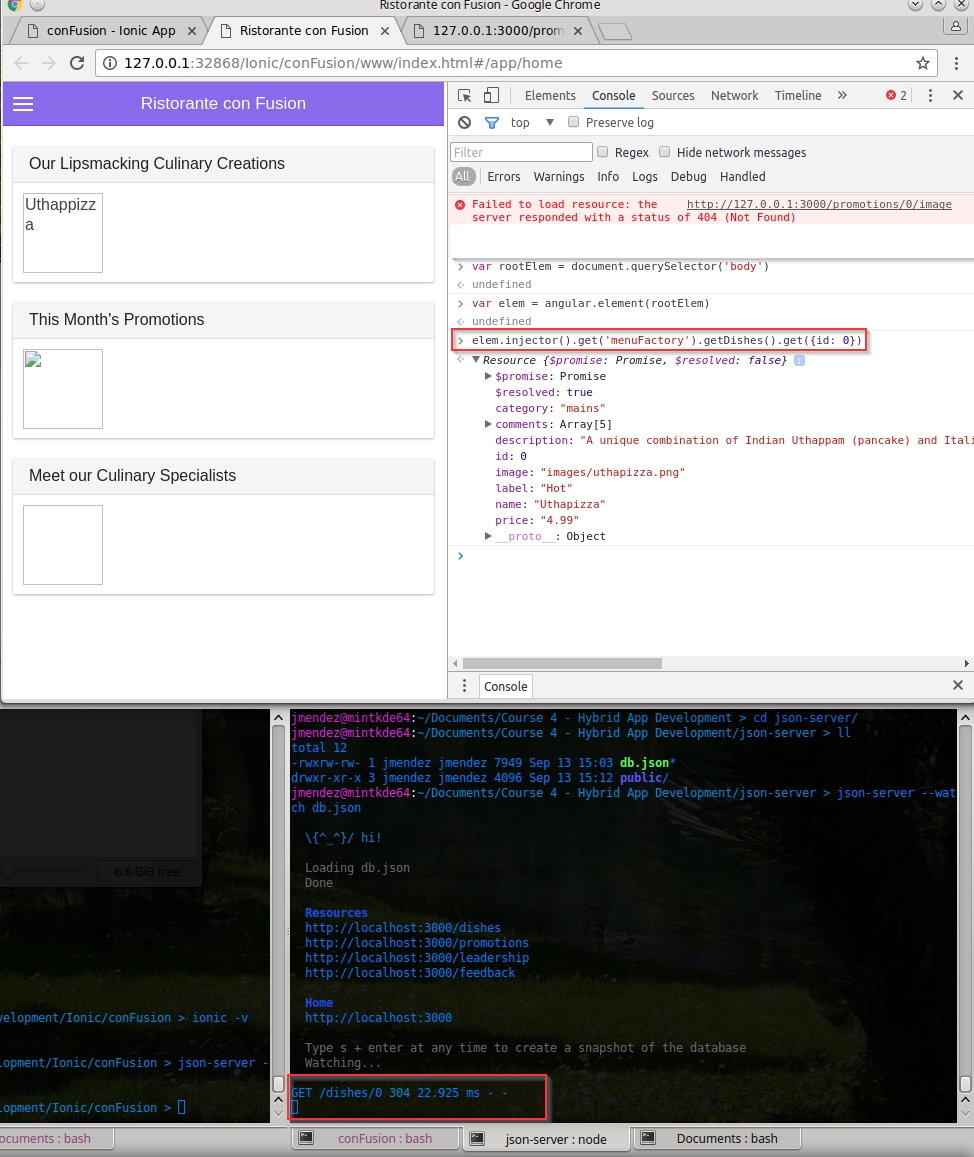 Ristorante con Fusion - Google Chrome
conFusion - Ionic App
Ristorante con Fusion
127.0.0.1:3000/prom
127.0.0.1:32868/Ionic/conFusion/www/index.html#/app/home
Ristorante con Fusion
Our Lipsmacking Culinary Creations
Uthappizz
a
This Month's Promotions
Meet our Culinary Specialists
Elements Console Sources Network Timeline » 2
top Preserve log
Filter Regex Hide network messages
All Errors Warnings Info Logs Debug Handled
Failed to load resource: the http://127.0.0.1:3000/promotions/0/image
server responded with a status of 404 (Not Found)
> var rootElem = document.querySelector('body')
undefined
> var elem = angular.element(rootElem)
undefined
> elem.injector().get('menuFactory').getDishes().get({id: 0})
Resource {$promise: Promise, $resolved: false} i
$promise: Promise
$resolved: true
category: "mains"
comments: Array[5]
description: "A unique combination of Indian Uthappam (pancake) and Itali
id: 0
image: "images/uthapizza.png"
label: "Hot"
name: "Uthapizza"
price: "4.99"
__proto__: Object
>
Console
6.6 GiB free
velopment/Ionic/conFusion > ionic -v
lopment/Ionic/conFusion > json-server -
lopment/Ionic/conFusion >
jmendez@mintkde64:~/Documents/Course 4 - Hybrid App Development > cd json-server/
jmendez@mintkde64:~/Documents/Course 4 - Hybrid App Development/json-server > ll
total 12
-rwxrw-rw- 1 jmendez jmendez 7949 Sep 13 15:03 db.json*
drwxr-xr-x 3 jmendez jmendez 4096 Sep 13 15:12 public/
jmendez@mintkde64:~/Documents/Course 4 - Hybrid App Development/json-server > json-server --wat
ch db.json
\{^_^}/ hi!
Loading db.json
Done
Resources
http://localhost:3000/dishes
http://localhost:3000/promotions
http://localhost:3000/leadership
http://localhost:3000/feedback
Home
http://localhost:3000
Type s + enter at any time to create a snapshot of the database
Watching...
GET /dishes/0 304 22.925 ms - -
ocuments : bash
conFusion : bash
json-server : node
Documents : bash